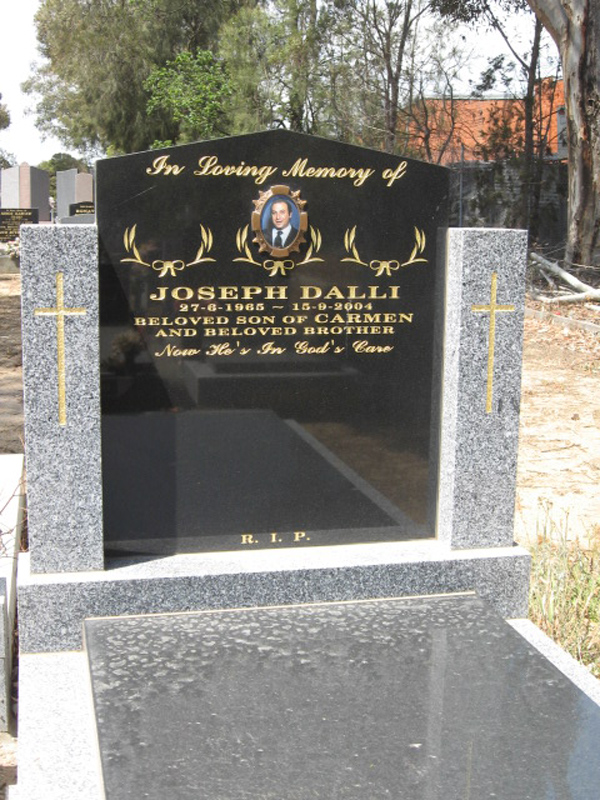 In Loving Memory of
JOSEPH DALLI
27-6-1965 ~ 15-9-2004
BELOVED SON OF CARMEN
AND BELOVED BROTHER
Now He's In God's Care
R. I. P.